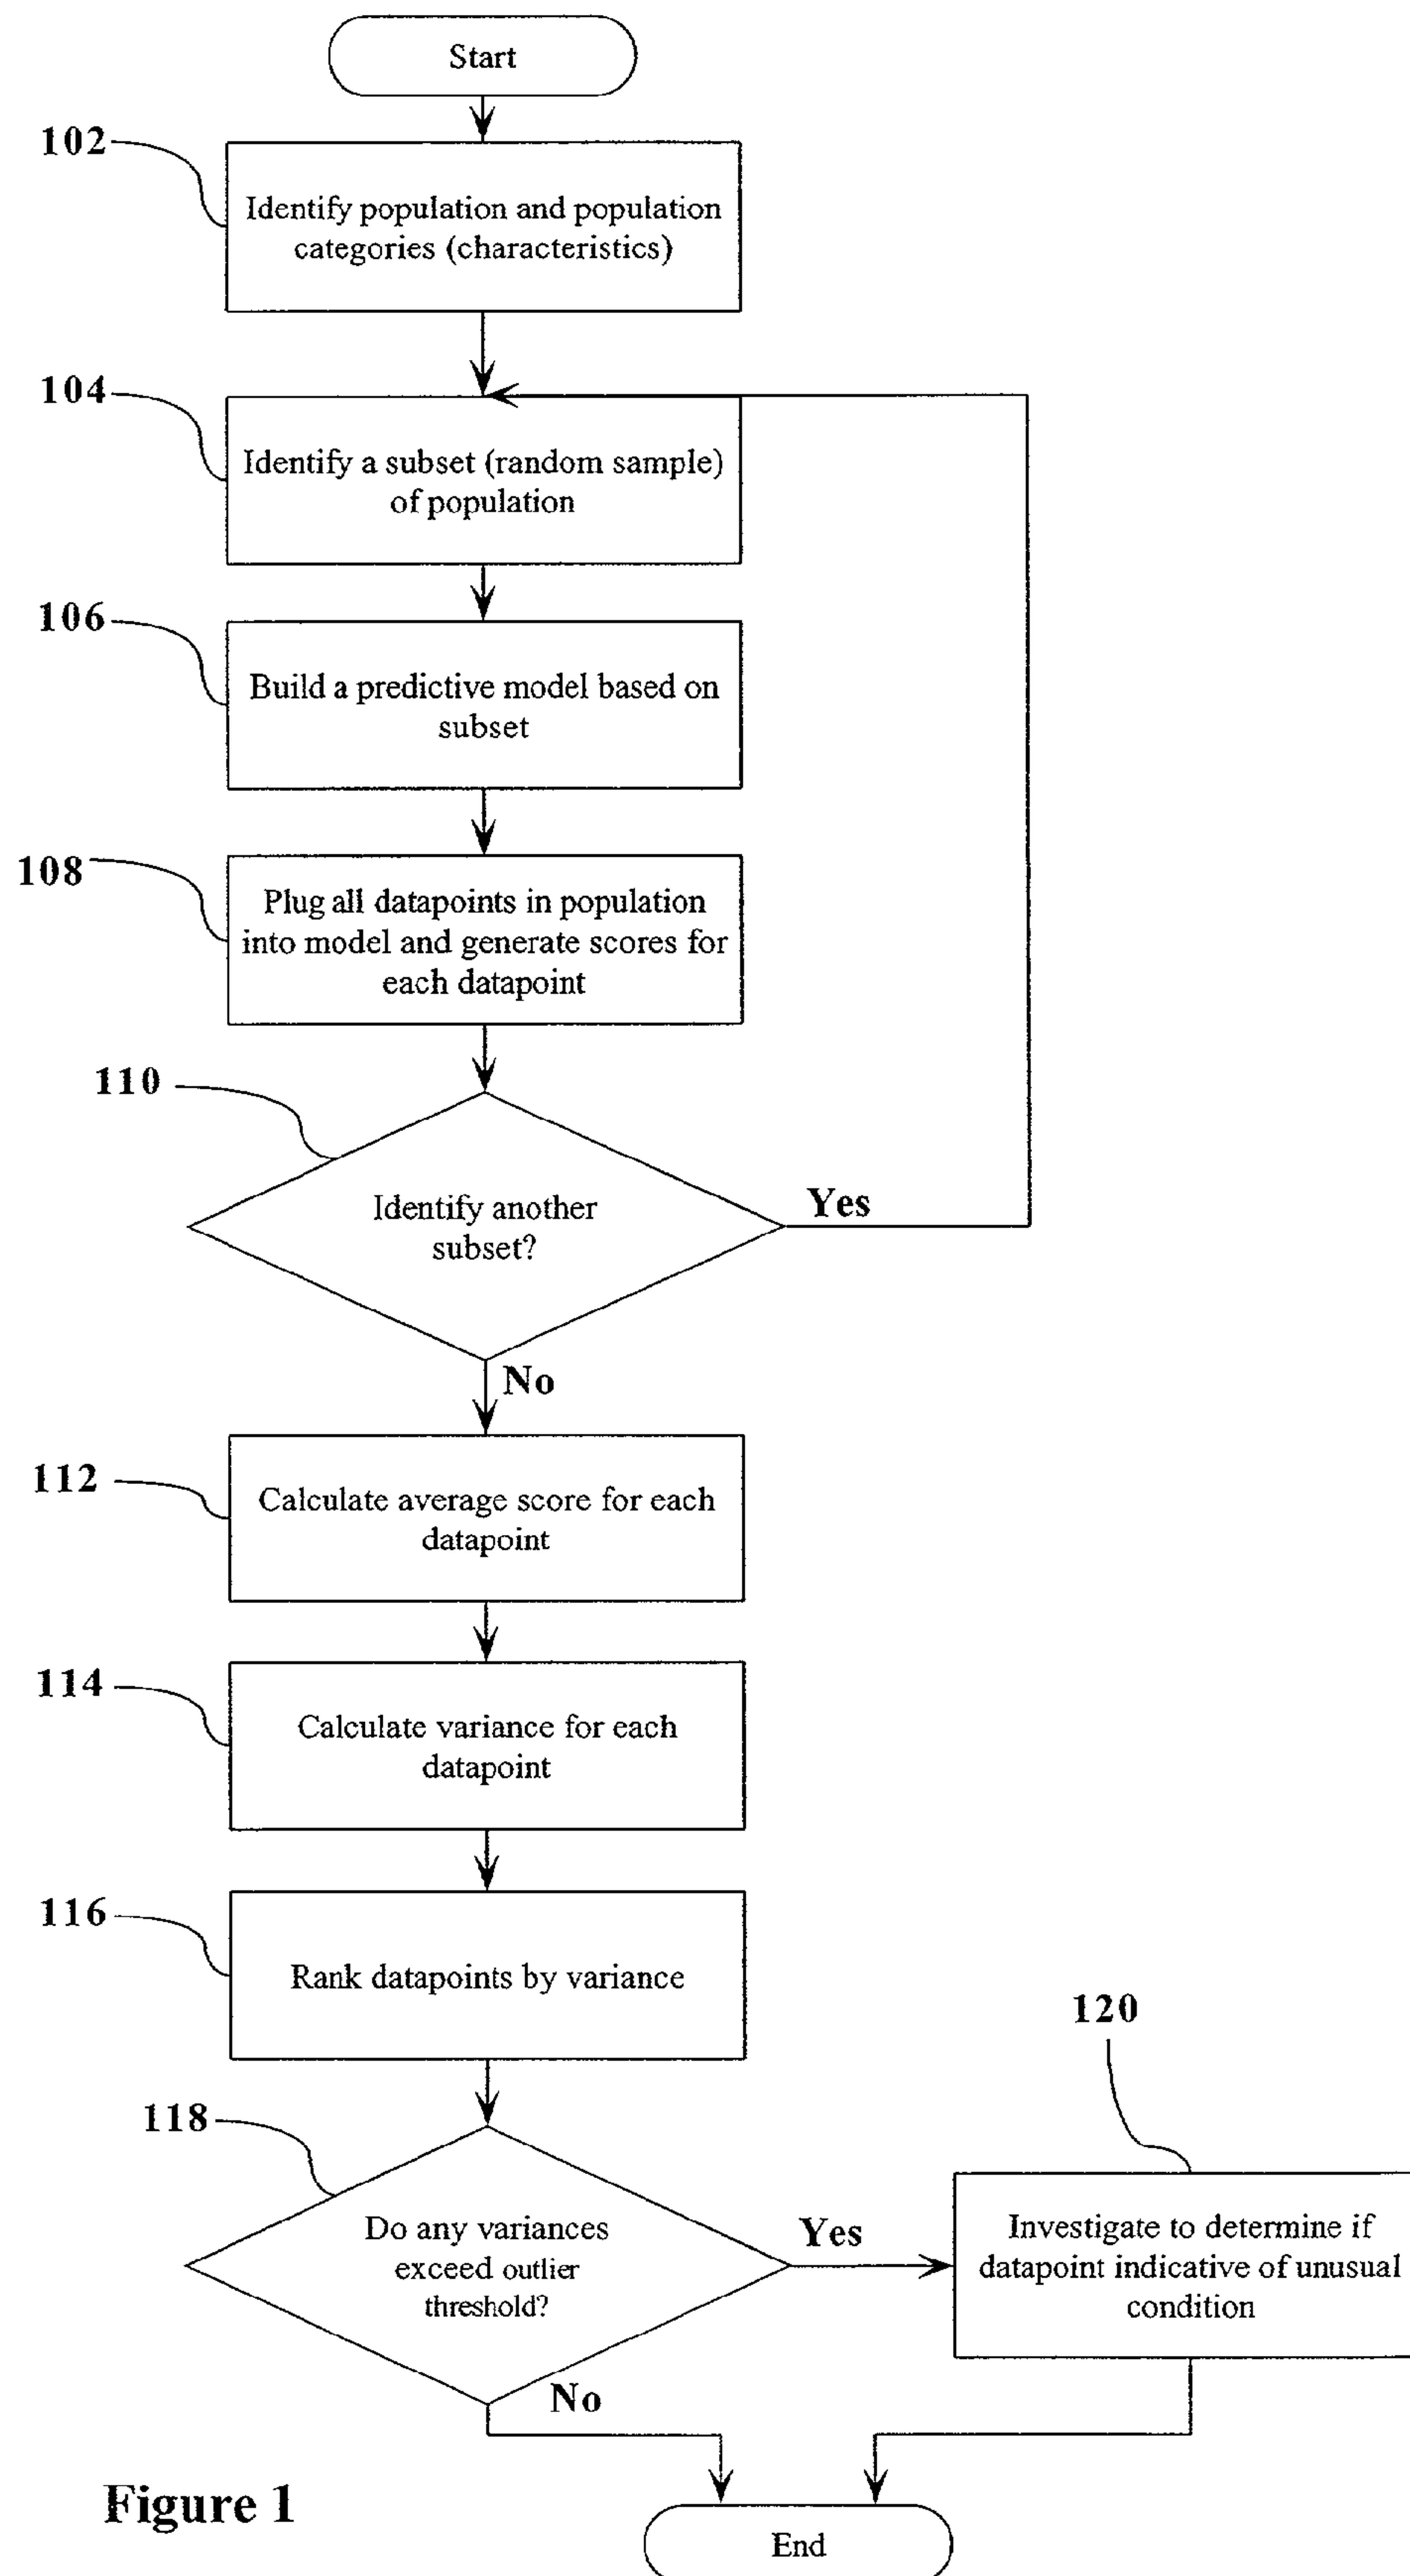 Start
102
Identify population and population
categories (characteristics)
104
Identify a subset (random sample)
of population
106
Build a predictive model based on
subset
108
Plug all datapoints in population
into model and generate scores for
each datapoint
110
Identify another
subset?
Yes
No
112
Calculate average score for each
datapoint
114
Calculate variance for each
datapoint
116
Rank datapoints by variance
118
Do any variances
exceed outlier
threshold?
Yes
120
Investigate to determine if
datapoint indicative of unusual
condition
No
Figure 1
End